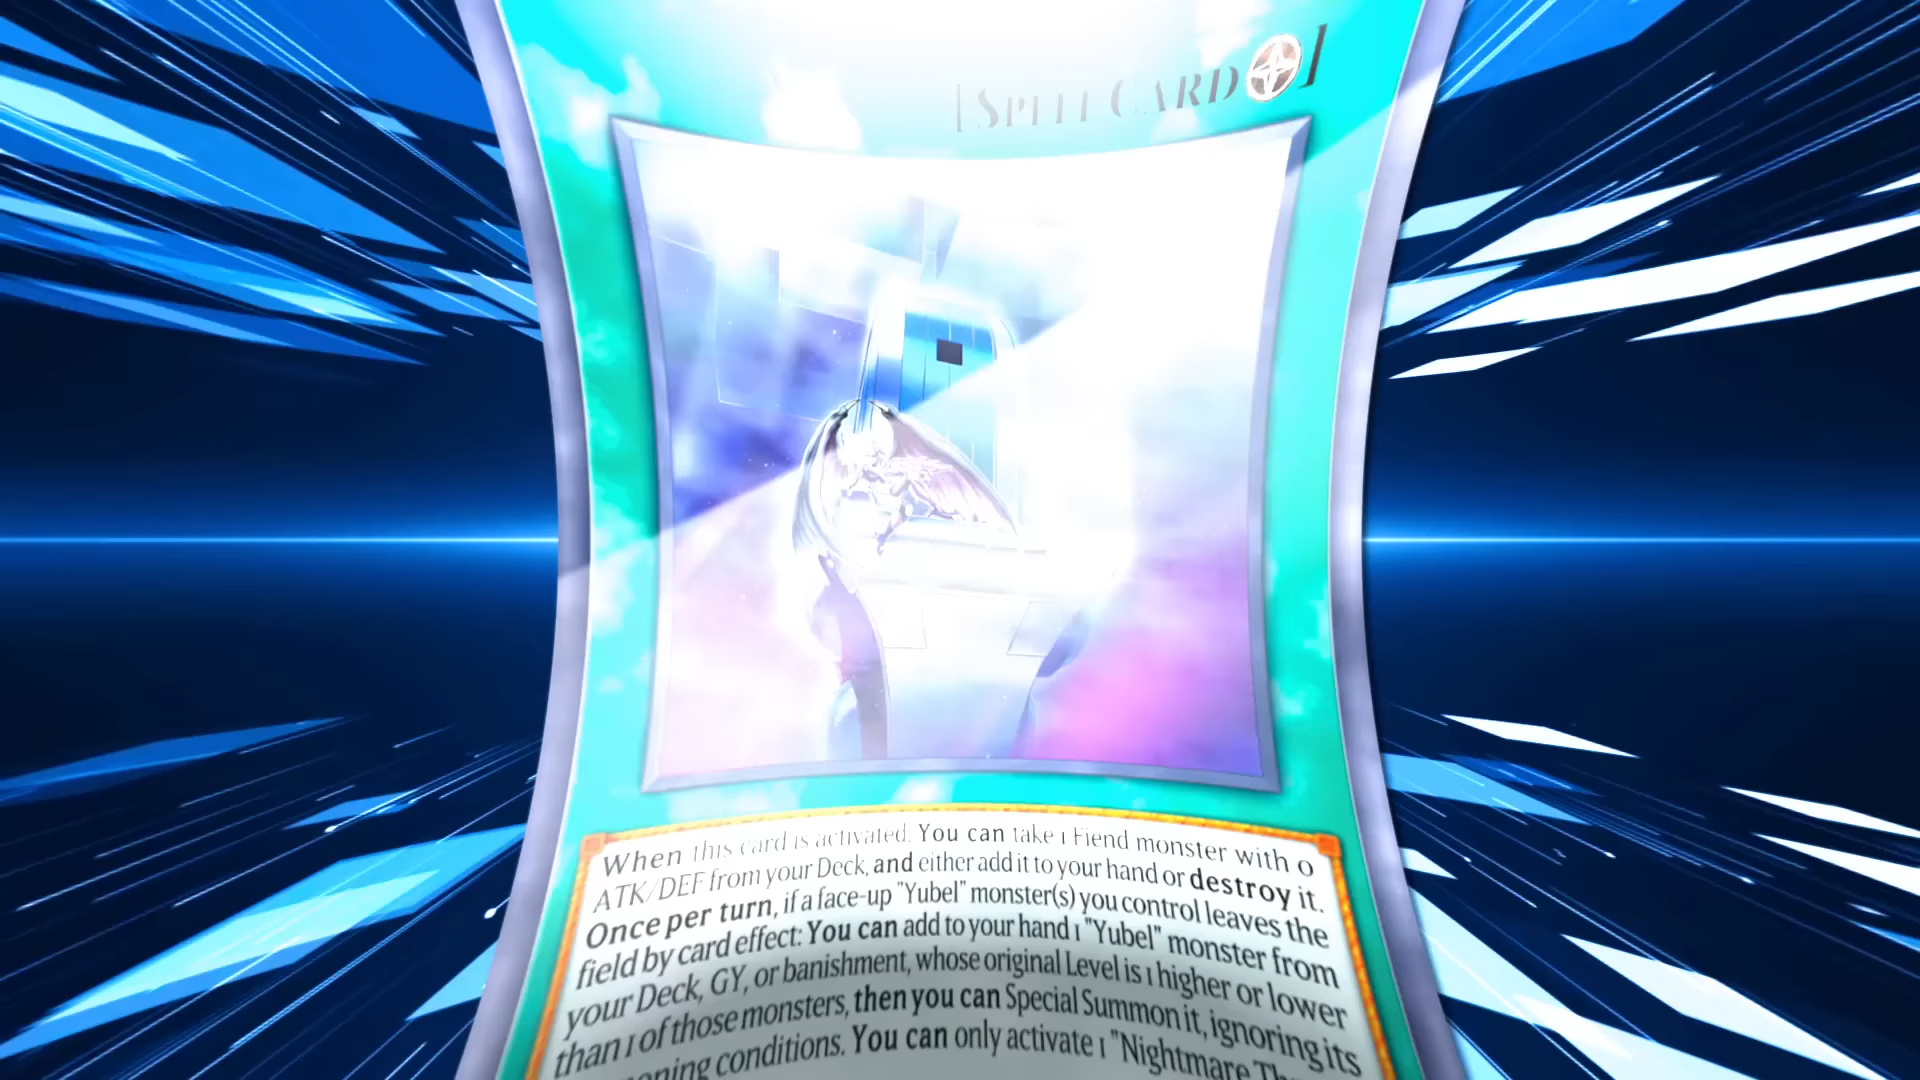 [SPELL CARD]
When this card is activated: You can take 1 Fiend monster with 0
ATK/DEF from your Deck, and either add it to your hand or destroy it.
Once per turn, if a face-up "Yubel" monster(s) you control leaves the
field by card effect: You can add to your hand 1 "Yubel" monster from
your Deck, GY, or banishment, whose original Level is 1 higher or lower
than 1 of those monsters, then you can Special Summon it, ignoring its
oning conditions. You can only activate 1 "Nightmare